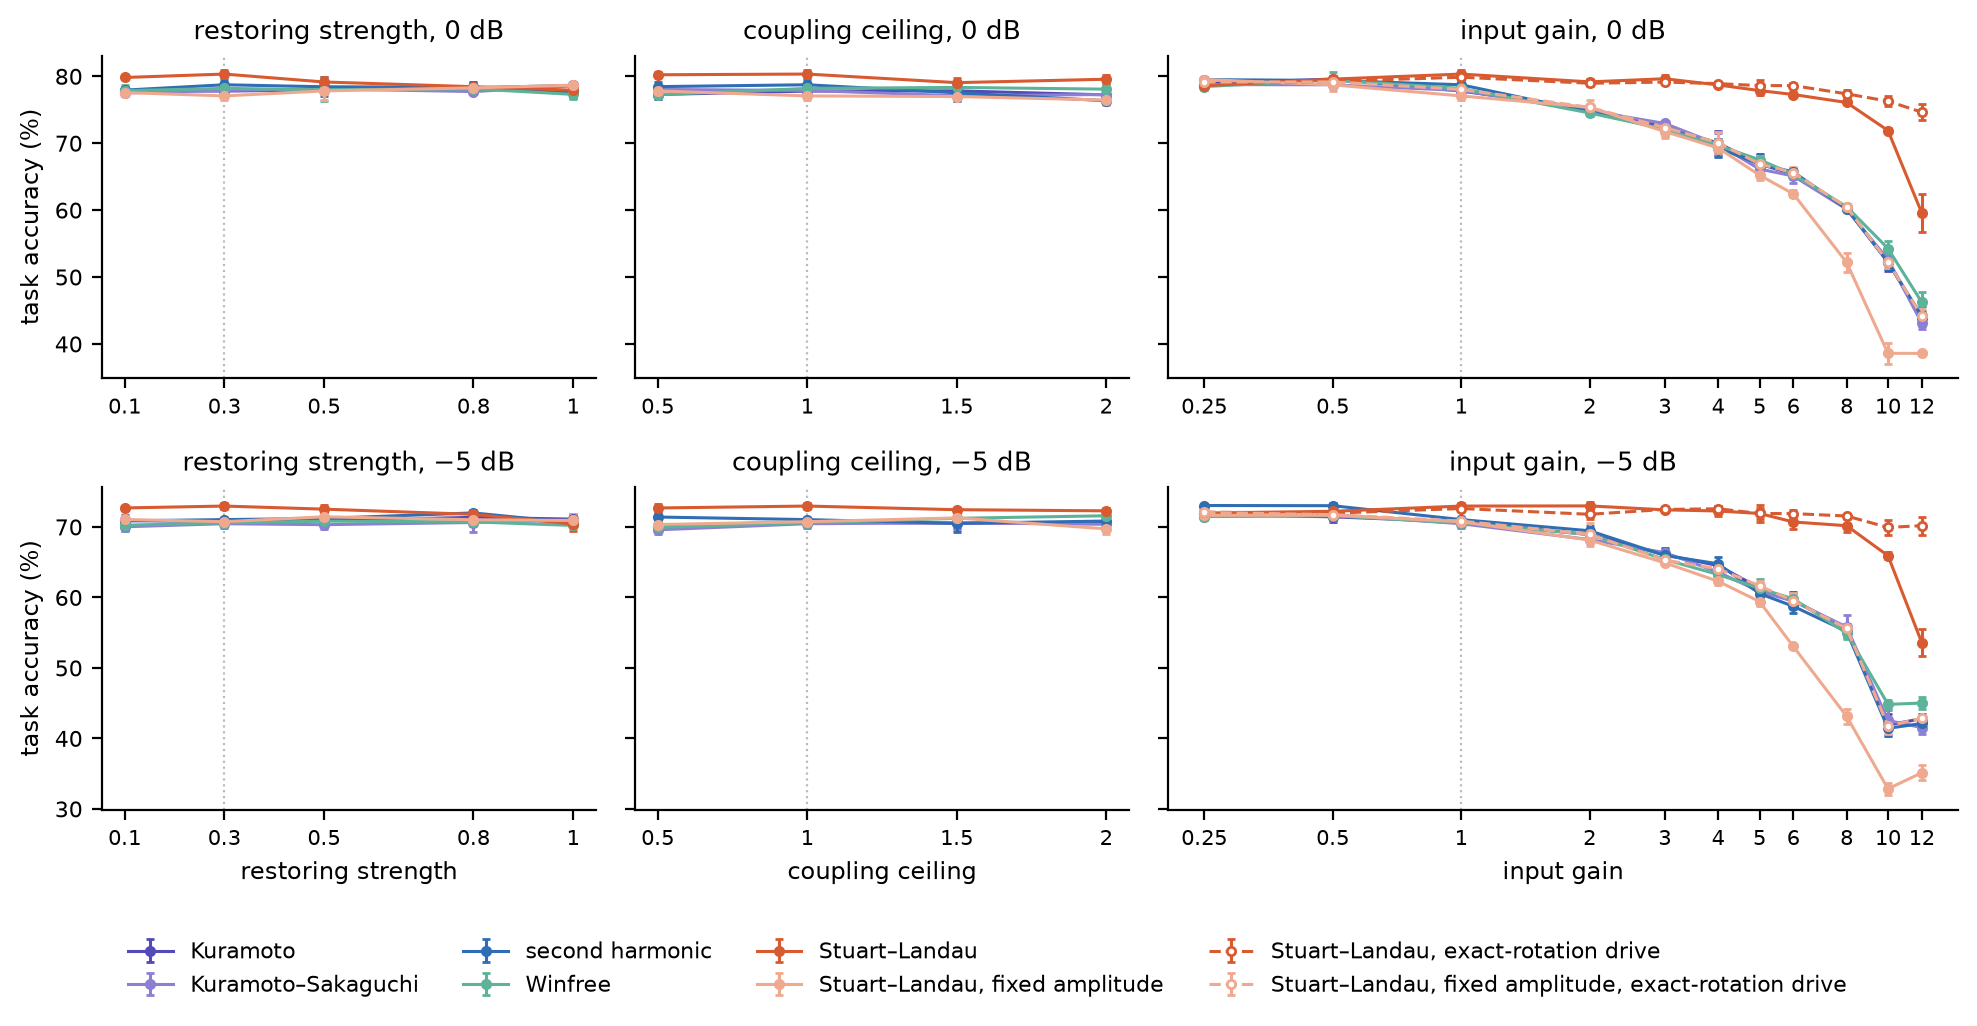 restoring strength, 0 dB
coupling ceiling, 0 dB
input gain, 0 dB
task accuracy (%)
80
70
60
50
40
0.1 0.3 0.5 0.8 1
0.5 1 1.5 2
0.25 0.5 1 2 3 4 5 6 8 10 12
restoring strength, −5 dB
coupling ceiling, −5 dB
input gain, −5 dB
task accuracy (%)
70
60
50
40
30
0.1 0.3 0.5 0.8 1
0.5 1 1.5 2
0.25 0.5 1 2 3 4 5 6 8 10 12
restoring strength
coupling ceiling
input gain
Kuramoto
second harmonic
Stuart–Landau
Stuart–Landau, exact-rotation drive
Kuramoto–Sakaguchi
Winfree
Stuart–Landau, fixed amplitude
Stuart–Landau, fixed amplitude, exact-rotation drive